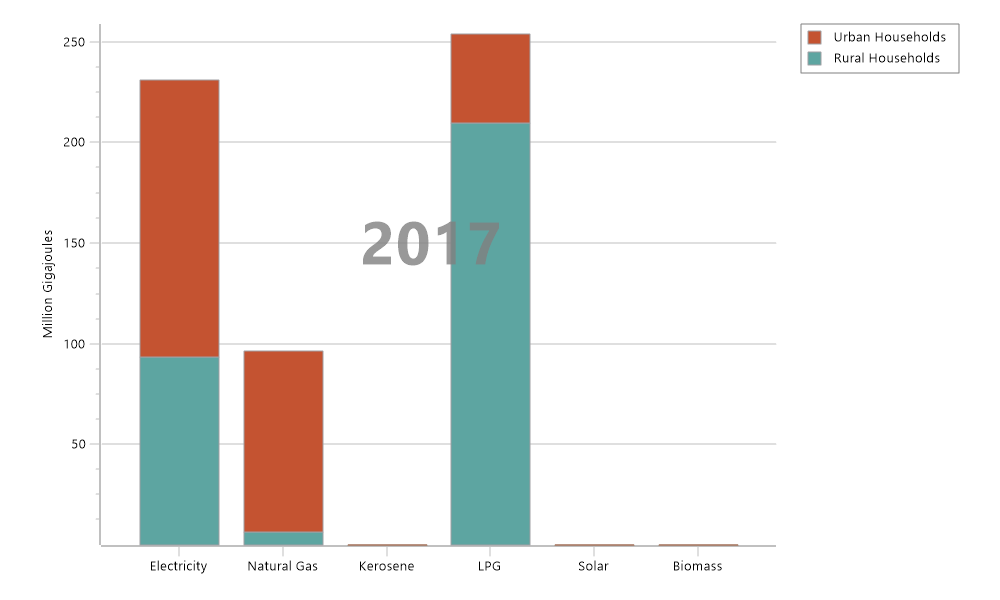 Urban Households
Rural Households
250
200
150
100
50
Million Gigajoules
2017
Electricity
Natural Gas
Kerosene
LPG
Solar
Biomass